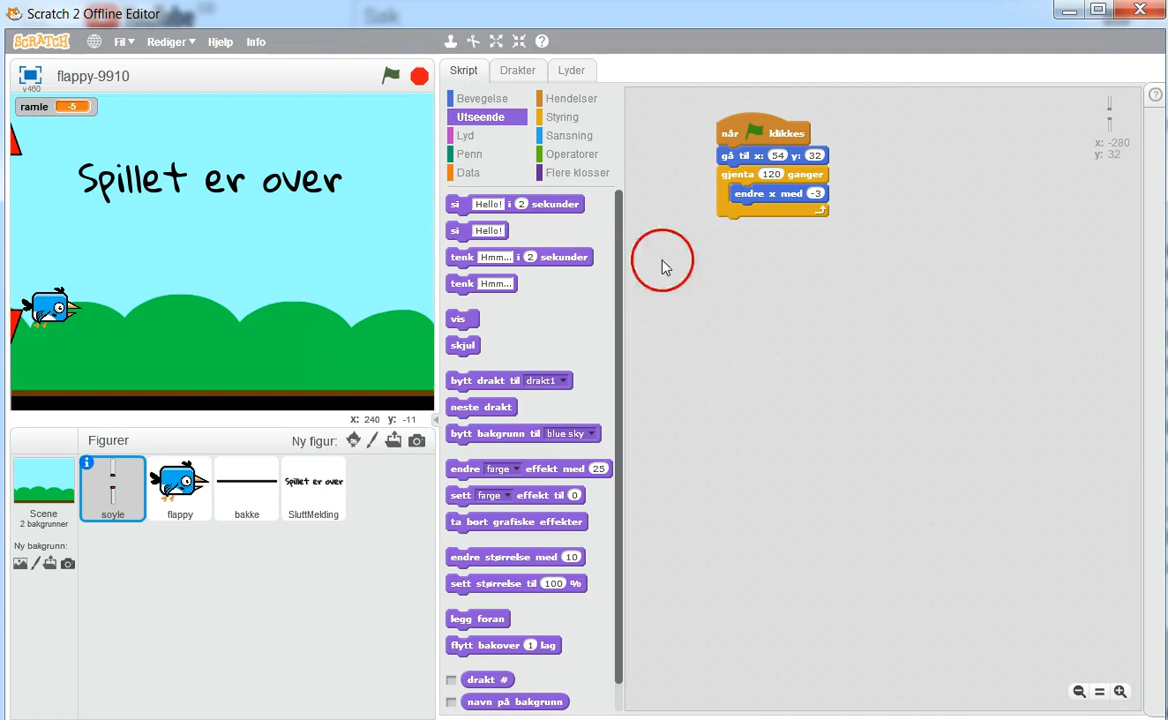 Scratch 2 Offline Editor
SCRATCH Fil Rediger Hjelp Info
flappy-9910
v460
ramle -5
Spillet er over
x: 240 y: -11
Figurer
Ny figur:
soyle
flappy
bakke
Spillet er over
SluttMelding
Scene
2 bakgrunner
Ny bakgrunn:
Skript Drakter Lyder
Bevegelse Hendelser
Utseende Styring
Lyd Sansning
Penn Operatorer
Data Flere klosser
si Hello! i 2 sekunder
si Hello!
tenk Hmm... i 2 sekunder
tenk Hmm...
vis
skjul
bytt drakt til drakt1
neste drakt
bytt bakgrunn til blue sky
endre farge effekt med 25
sett farge effekt til 0
ta bort grafiske effekter
endre størrelse med 10
sett størrelse til 100 %
legg foran
flytt bakover 1 lag
drakt #
navn på bakgrunn
når klikkes
gå til x: 54 y: 32
gjenta 120 ganger
endre x med -3
x: -280
y: 32